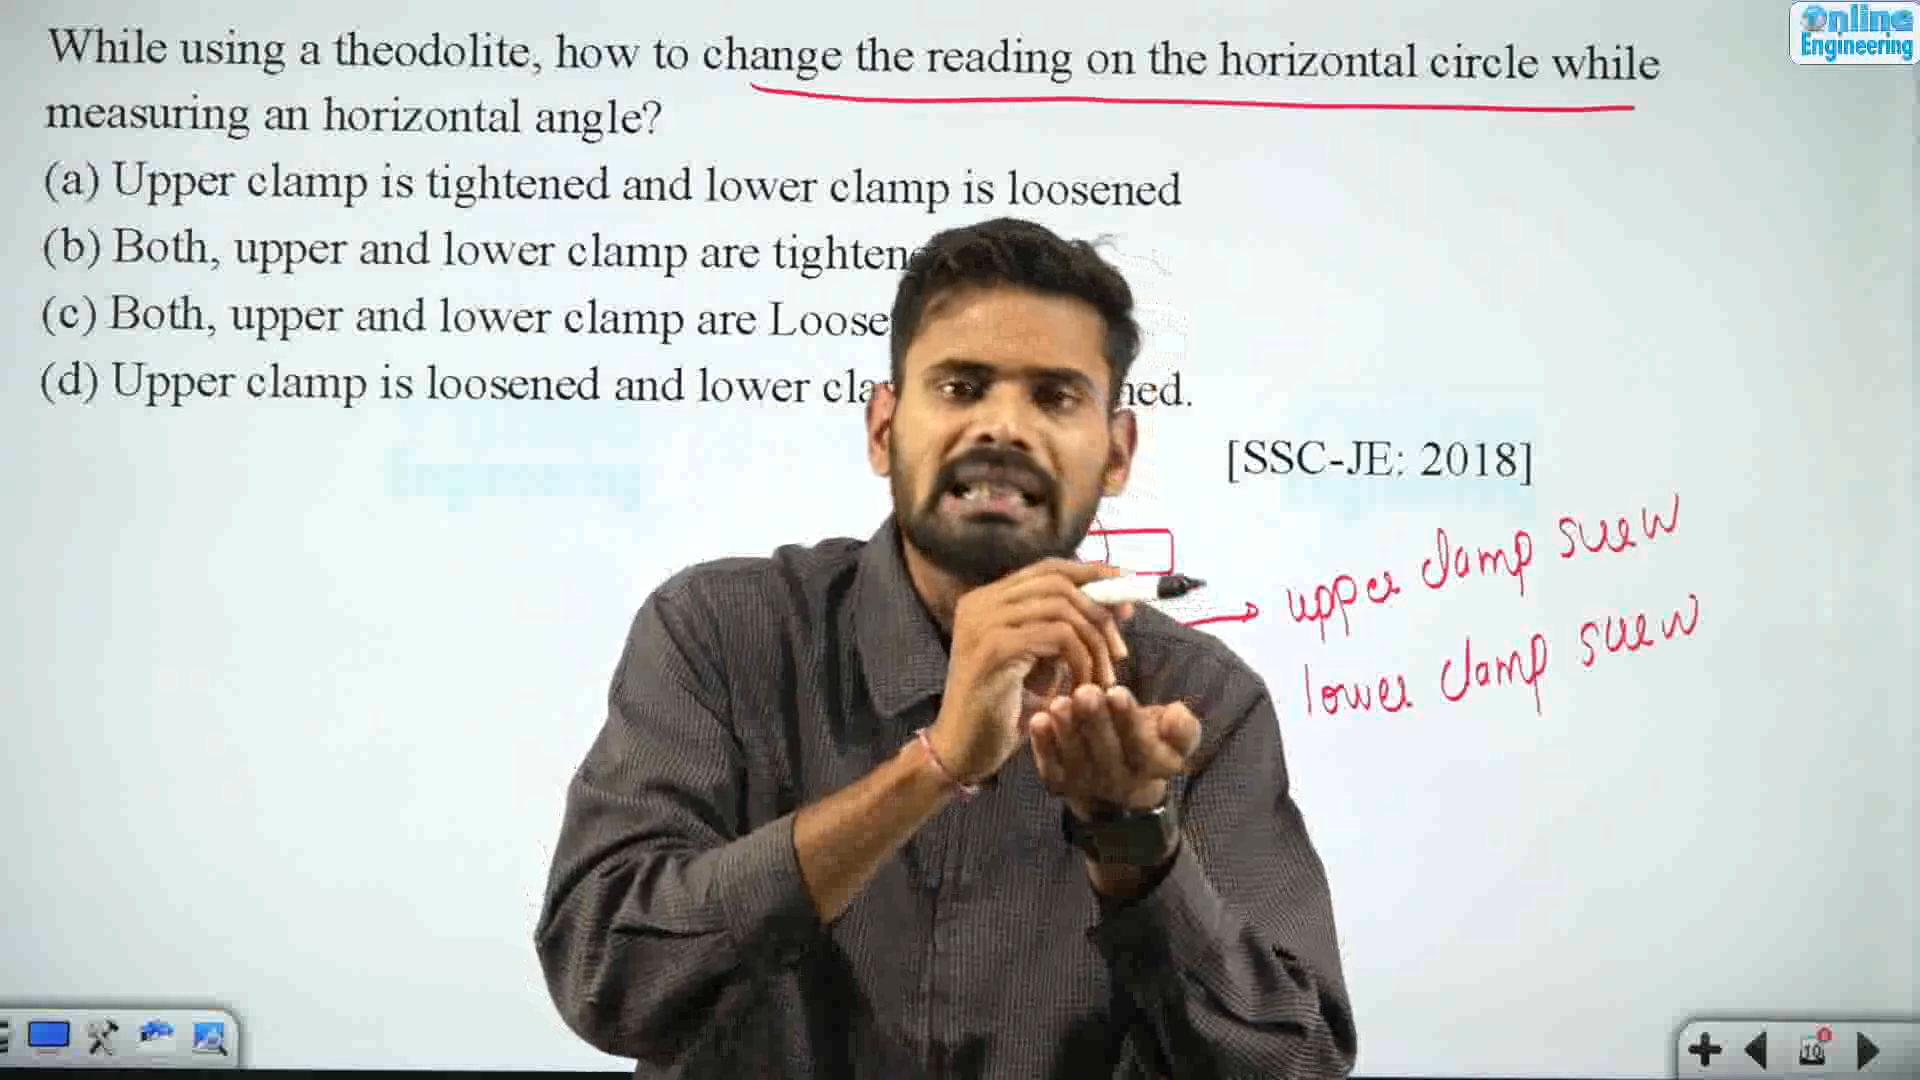 Online
Engineering
While using a theodolite, how to change the reading on the horizontal circle while
measuring an horizontal angle?
(a) Upper clamp is tightened and lower clamp is loosened
(b) Both, upper and lower clamp are tighten
(c) Both, upper and lower clamp are Loose
(d) Upper clamp is loosened and lower cla ned.
[SSC-JE: 2018]
Engineering
upper clamp screw
lower clamp screw
10